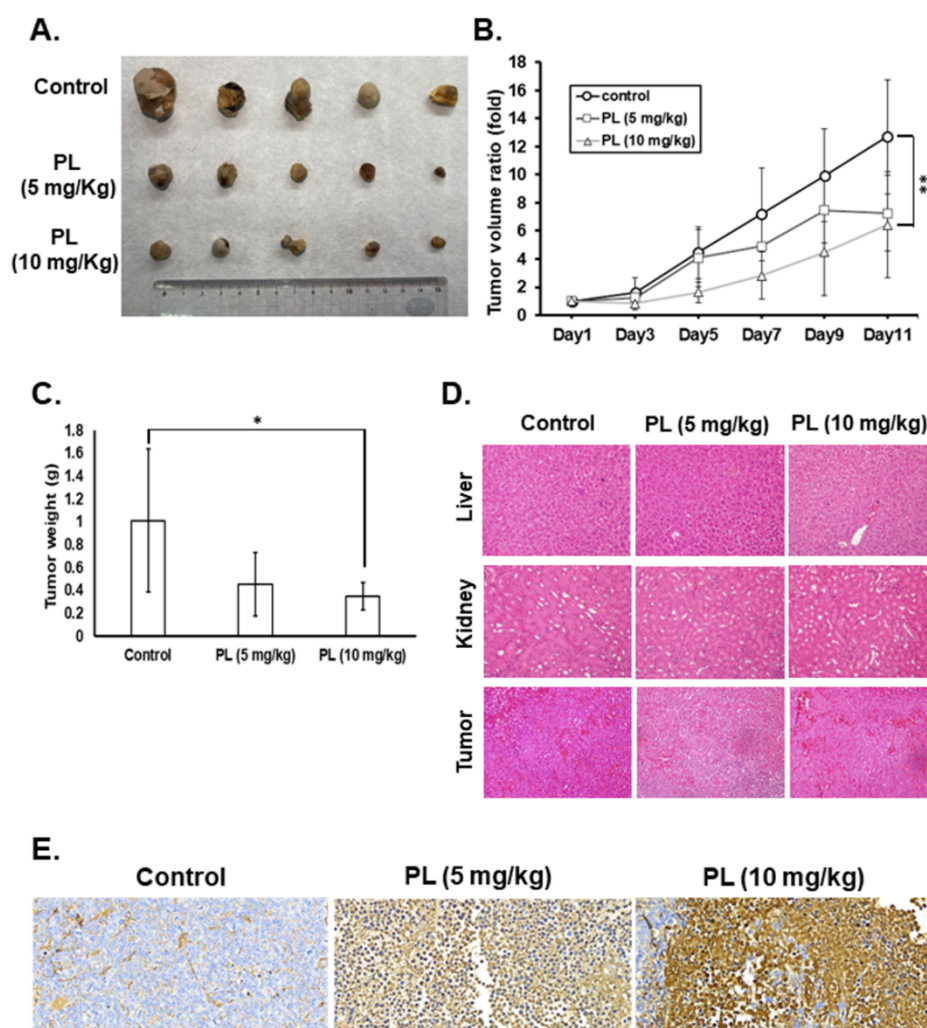 A.
Control
PL
(5 mg/Kg)
PL
(10 mg/Kg)
B.
Tumor volume ratio (fold)
18
16
14
12
10
8
6
4
2
0
control
PL (5 mg/kg)
PL (10 mg/kg)
**
Day1 Day3 Day5 Day7 Day9 Day11
C.
Tumor weight (g)
1.8
1.6
1.4
1.2
1
0.8
0.6
0.4
0.2
0
*
Control PL (5 mg/kg) PL (10 mg/kg)
D.
Control PL (5 mg/kg) PL (10 mg/kg)
Liver
Kidney
Tumor
E.
Control PL (5 mg/kg) PL (10 mg/kg)